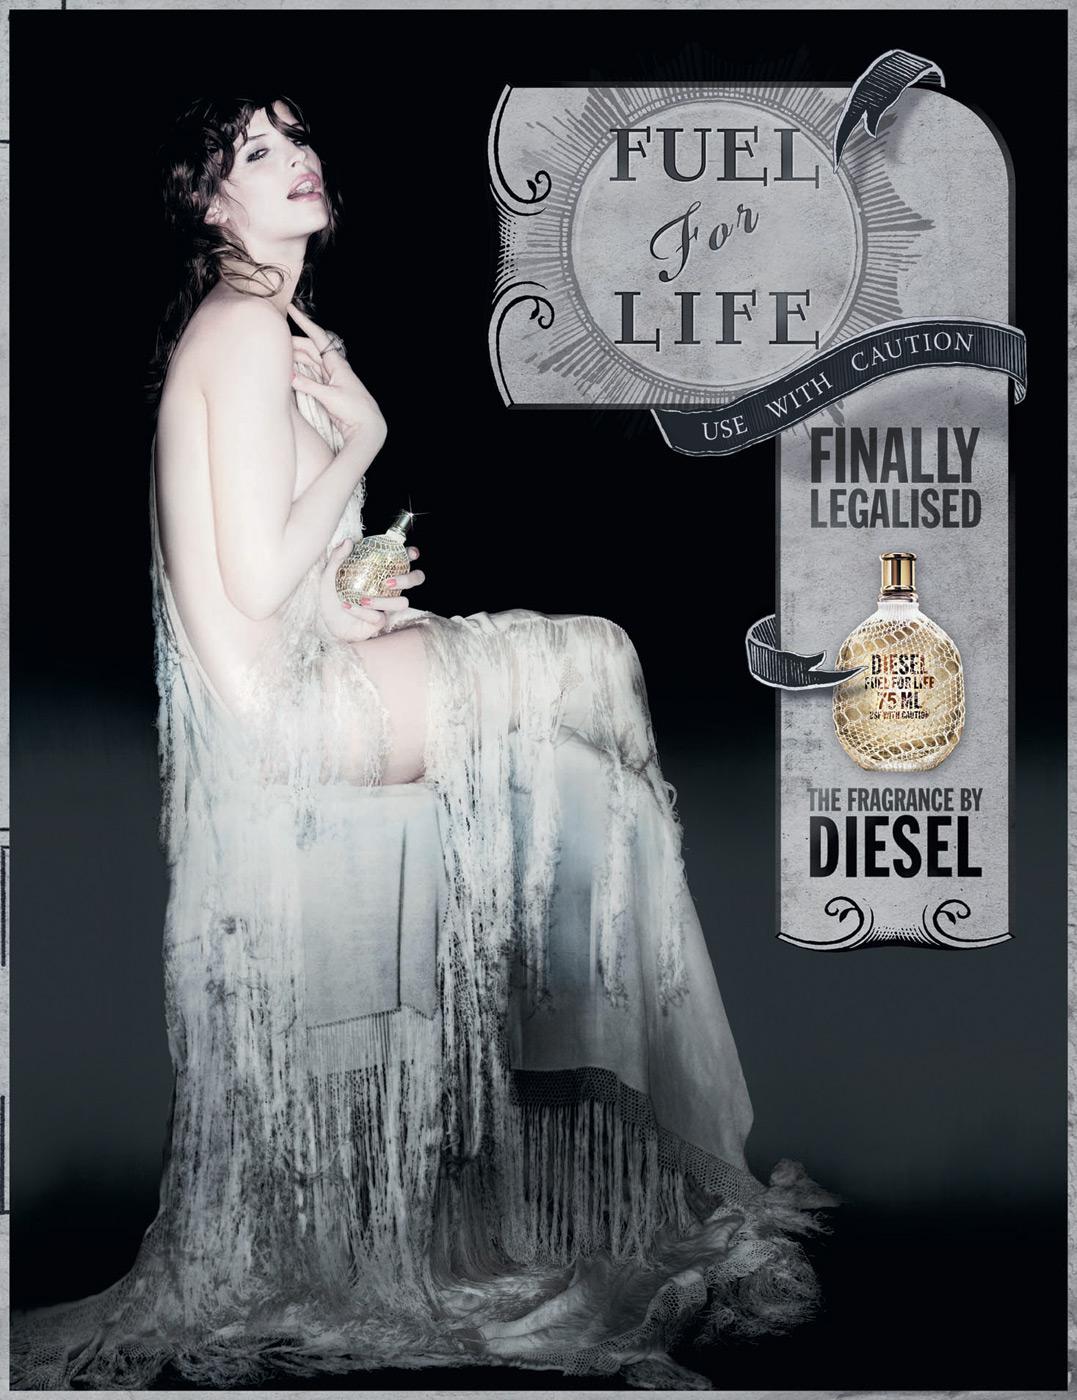 FUEL
For
LIFE
USE WITH CAUTION
FINALLY
LEGALISED
DIESEL
FUEL FOR LIFE
75 ML
USE WITH CAUTION
THE FRAGRANCE BY
DIESEL